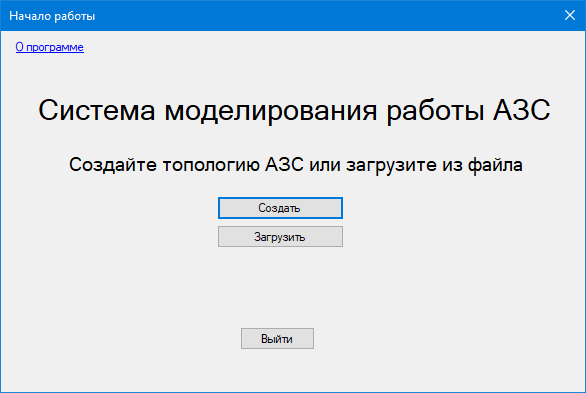 Начало работы
О программе
Система моделирования работы АЗС
Создайте топологию АЗС или загрузите из файла
Создать
Загрузить
Выйти